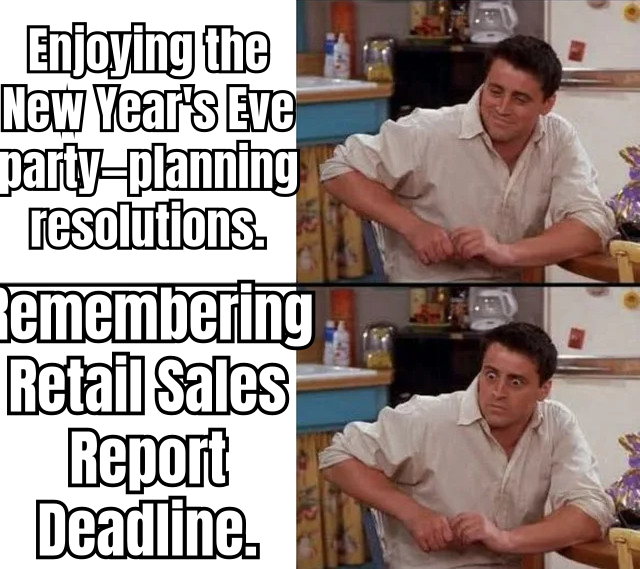 Enjoying the
New Year's Eve
party–planning
resolutions.
Remembering
Retail Sales
Report
Deadline.